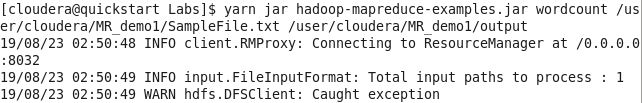 [cloudera@quickstart Labs]$ yarn jar hadoop-mapreduce-examples.jar wordcount /us
er/cloudera/MR_demo1/SampleFile.txt /user/cloudera/MR_demo1/output
19/08/23 02:50:48 INFO client.RMProxy: Connecting to ResourceManager at /0.0.0.0
:8032
19/08/23 02:50:49 INFO input.FileInputFormat: Total input paths to process : 1
19/08/23 02:50:49 WARN hdfs.DFSClient: Caught exception